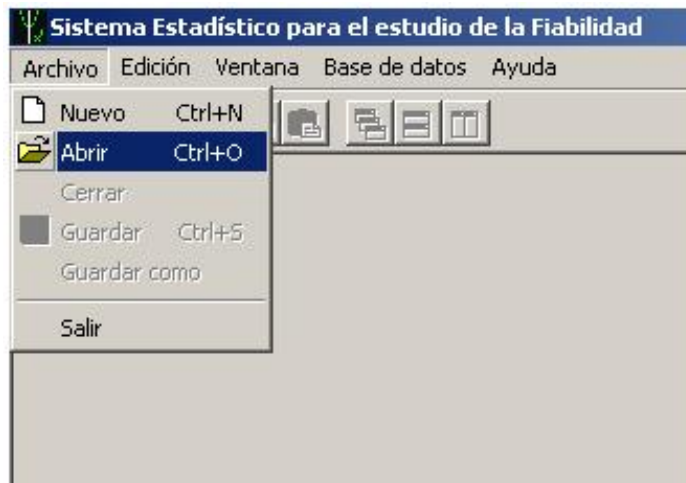 Sistema Estadístico para el estudio de la Fiabilidad
Archivo Edición Ventana Base de datos Ayuda
Nuevo Ctrl+N
Abrir Ctrl+O
Cerrar
Guardar Ctrl+S
Guardar como
Salir